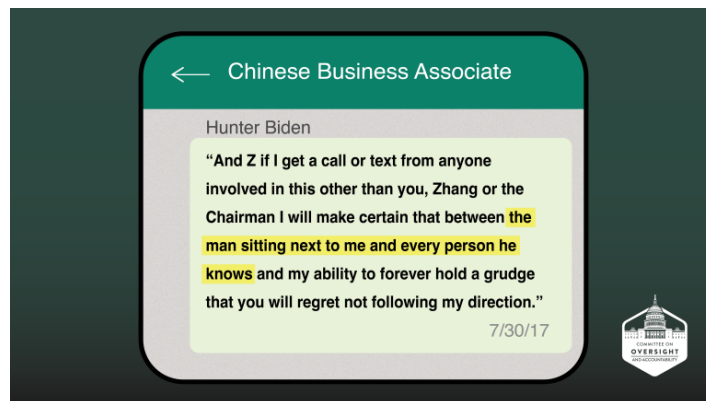 Chinese Business Associate
Hunter Biden
“And Z if I get a call or text from anyone
involved in this other than you, Zhang or the
Chairman I will make certain that between the
man sitting next to me and every person he
knows and my ability to forever hold a grudge
that you will regret not following my direction.”
7/30/17
COMMITTEE ON
OVERSIGHT
AND ACCOUNTABILITY